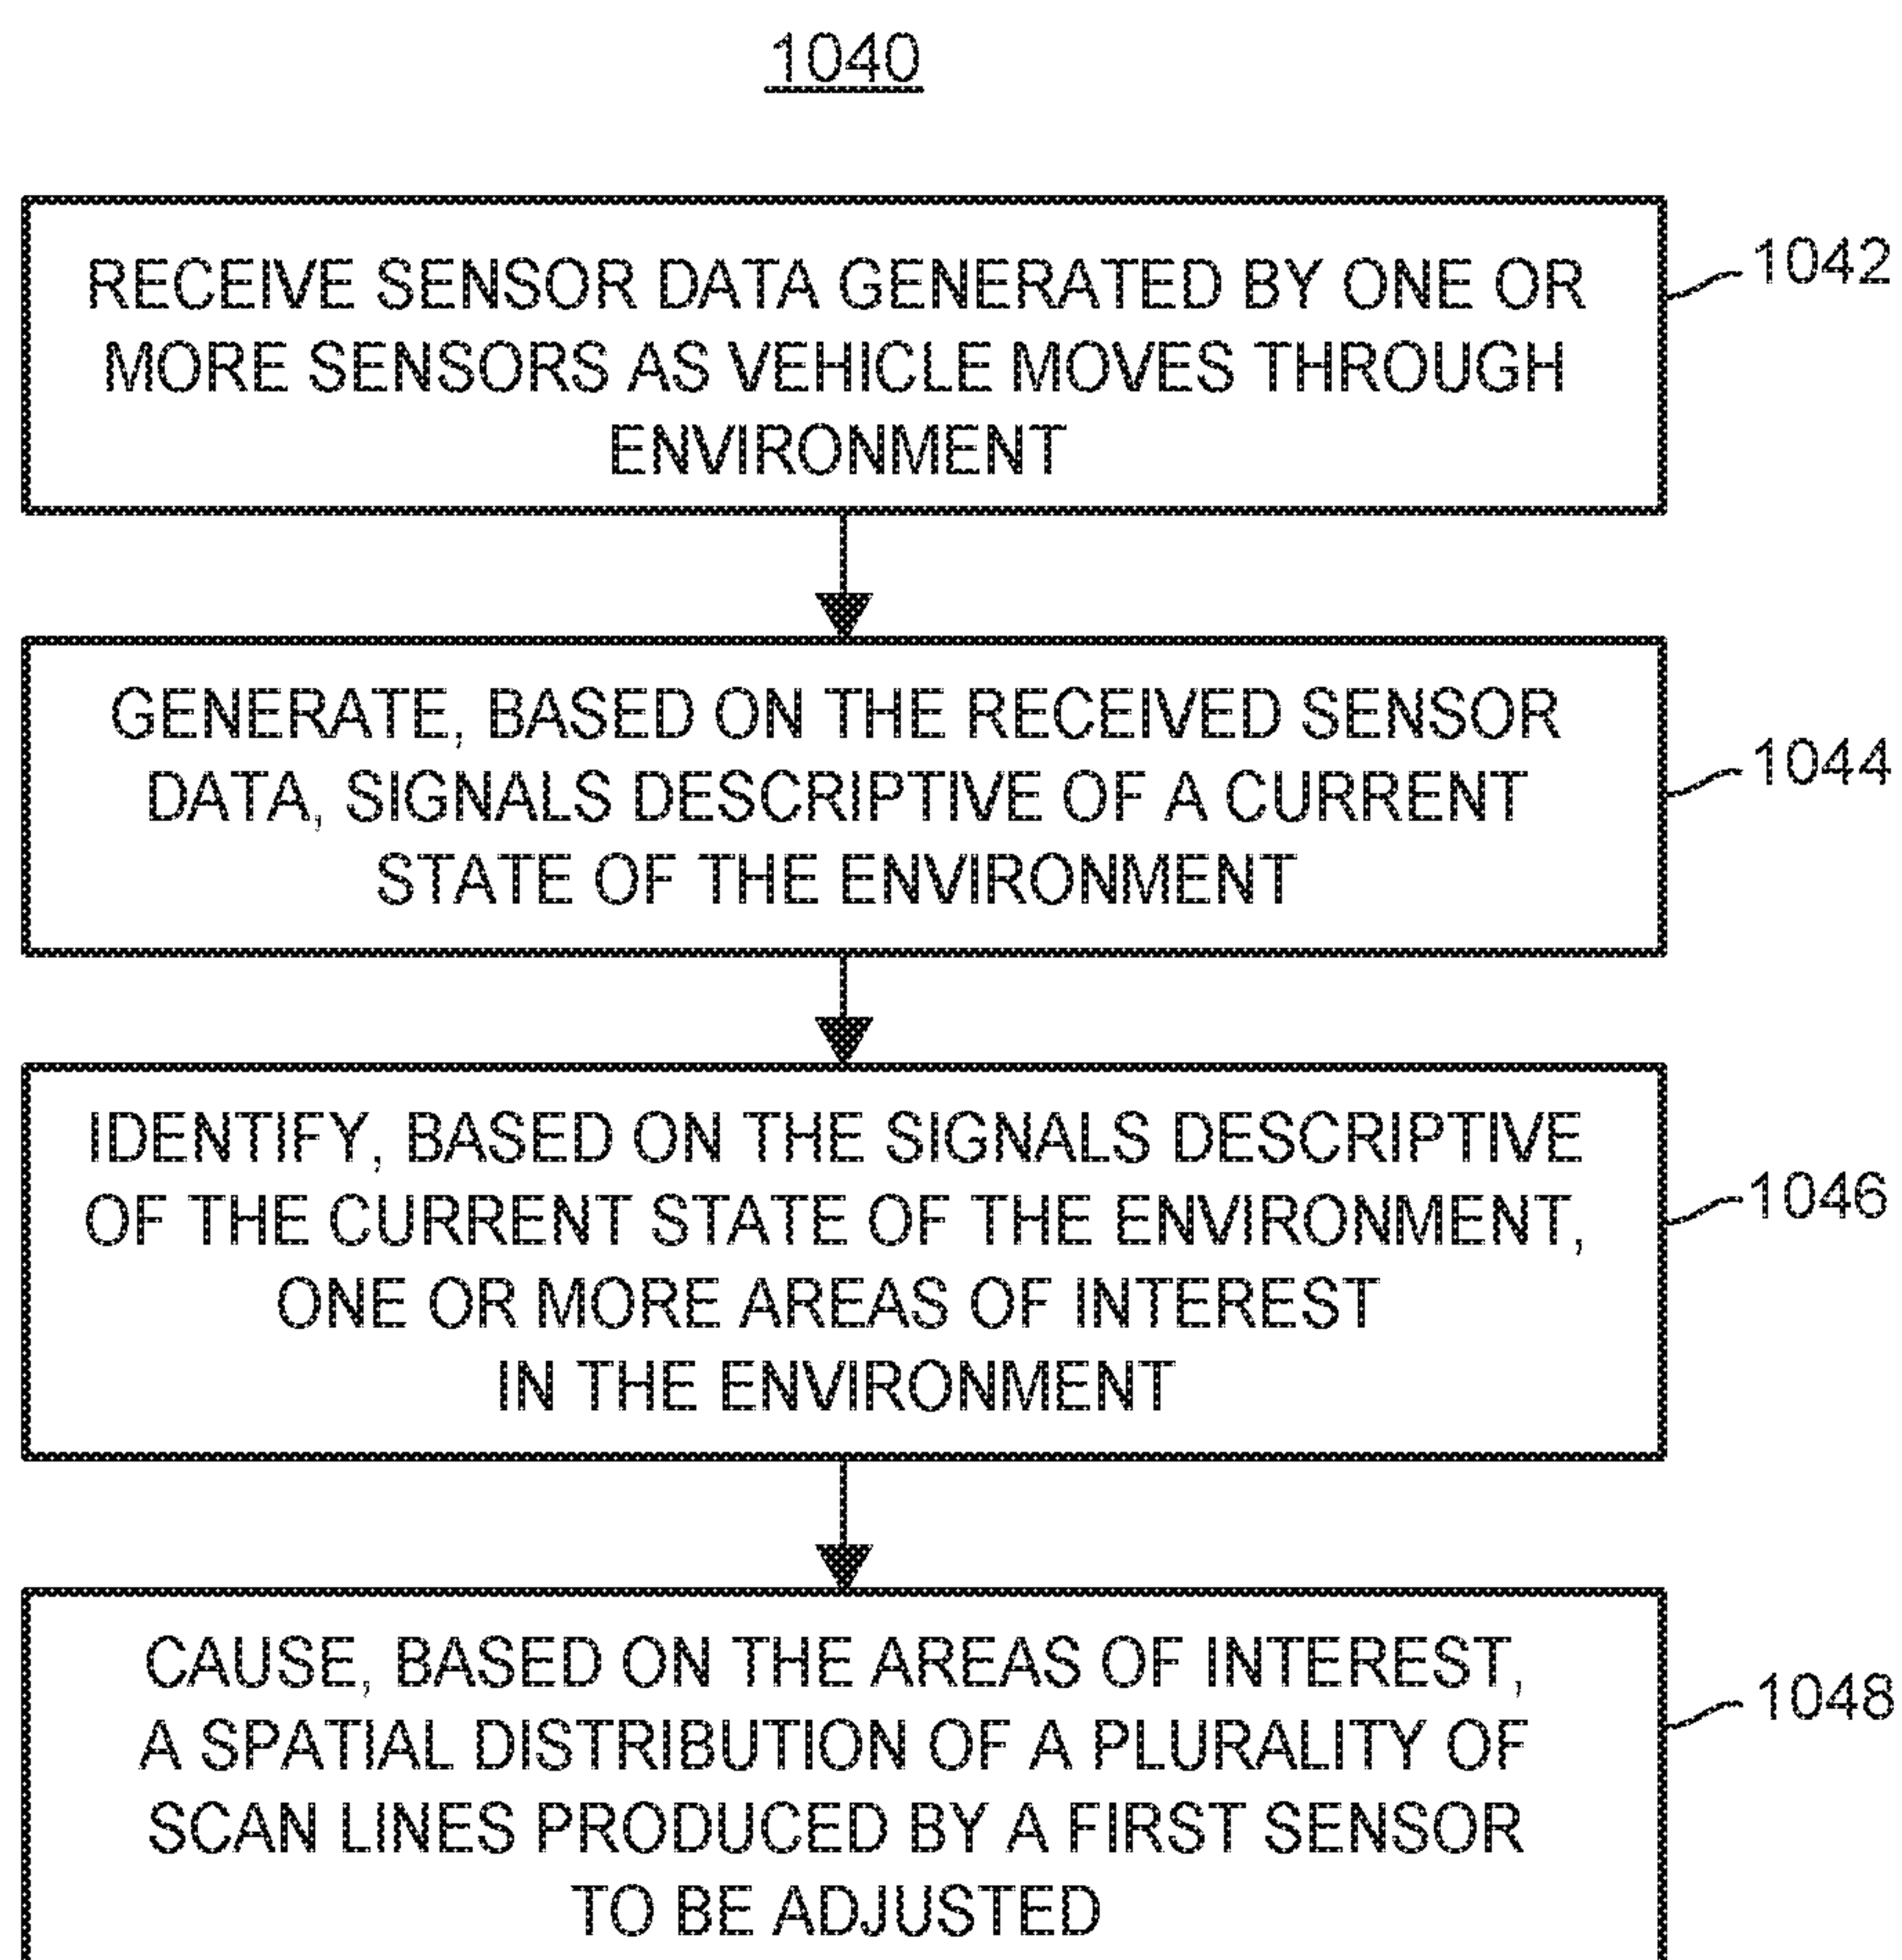 1040
RECEIVE SENSOR DATA GENERATED BY ONE OR
MORE SENSORS AS VEHICLE MOVES THROUGH
ENVIRONMENT
1042
GENERATE, BASED ON THE RECEIVED SENSOR
DATA, SIGNALS DESCRIPTIVE OF A CURRENT
STATE OF THE ENVIRONMENT
1044
IDENTIFY, BASED ON THE SIGNALS DESCRIPTIVE
OF THE CURRENT STATE OF THE ENVIRONMENT,
ONE OR MORE AREAS OF INTEREST
IN THE ENVIRONMENT
1046
CAUSE, BASED ON THE AREAS OF INTEREST,
A SPATIAL DISTRIBUTION OF A PLURALITY OF
SCAN LINES PRODUCED BY A FIRST SENSOR
TO BE ADJUSTED
1048